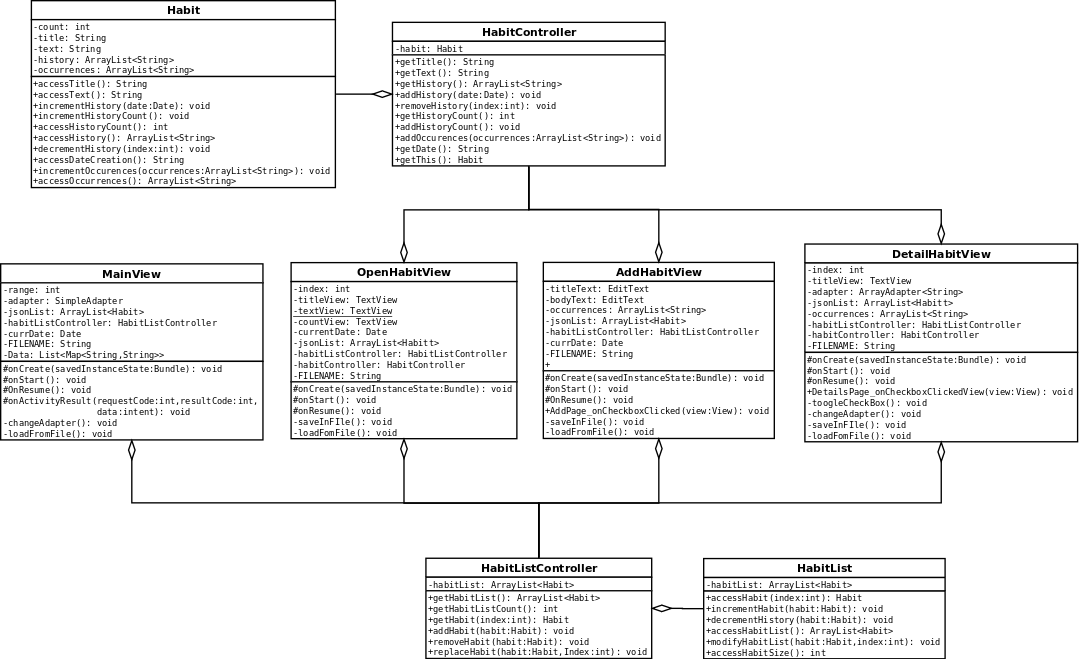 Habit
-count: int
-title: String
-text: String
-history: ArrayList<String>
-occurrences: ArrayList<String>
+accessTitle(): String
+accessText(): String
+incrementHistory(date:Date): void
+incrementHistoryCount(): void
+accessHistoryCount(): int
+accessHistory(): ArrayList<String>
+decrementHistory(index:int): void
+accessDateCreation(): String
+incrementOccurences(occurrences:ArrayList<String>): void
+accessOccurrences(): ArrayList<String>
HabitController
-habit: Habit
+getTitle(): String
+getText(): String
+getHistory(): ArrayList<String>
+addHistory(date:Date): void
+removeHistory(index:int): void
+getHistoryCount(): int
+addHistoryCount(): void
+addOccurences(occurrences:ArrayList<String>): void
+getDate(): String
+getThis(): Habit
MainView
-range: int
-adapter: SimpleAdapter
-jsonList: ArrayList<Habit>
-habitListController: HabitListController
-currDate: Date
-FILENAME: String
-Data: List<Map<String,String>>
#onCreate(savedInstanceState:Bundle): void
#onStart(): void
#OnResume(): void
#onActivityResult(requestCode:int,resultCode:int,
data:intent): void
-changeAdapter(): void
-loadFromFile(): void
OpenHabitView
-index: int
-titleView: TextView
-textView: TextView
-countView: TextView
-currentDate: Date
-jsonList: ArrayList<Habitt>
-habitListController: HabitListController
-habitController: HabitController
-FILENAME: String
#onCreate(savedInstanceState:Bundle): void
#onStart(): void
#onResume(): void
-saveInFIle(): void
-loadFomFile(): void
AddHabitView
-titleText: EditText
-bodyText: EditText
-occurrences: ArrayList<String>
-jsonList: ArrayList<Habit>
-habitListController: HabitListController
-currDate: Date
-FILENAME: String
+
#onCreate(savedInstanceState:Bundle): void
#onStart(): void
#OnResume(): void
+AddPage_onCheckboxClicked(view:View): void
-saveInFile(): void
-loadFromFile(): void
DetailHabitView
-index: int
-titleView: TextView
-adapter: ArrayAdapter<String>
-jsonList: ArrayList<Habitt>
-occurrences: ArrayList<String>
-habitListController: HabitListController
-habitController: HabitController
-FILENAME: String
#onCreate(savedInstanceState:Bundle): void
#onStart(): void
#onResume(): void
+DetailsPage_onCheckboxClickedView(view:View): void
-toogleCheckBox(): void
-changeAdapter(): void
-saveInFIle(): void
-loadFomFile(): void
HabitListController
-habitList: ArrayList<Habit>
+getHabitList(): ArrayList<Habit>
+getHabitListCount(): int
+getHabit(index:int): Habit
+addHabit(habit:Habit): void
+removeHabit(habit:Habit): void
+replaceHabit(habit:Habit,Index:int): void
HabitList
-habitList: ArrayList<Habit>
+accessHabit(index:int): Habit
+incrementHabit(habit:Habit): void
+decrementHistory(habit:Habit): void
+accessHabitList(): ArrayList<Habit>
+modifyHabitList(habit:Habit,index:int): void
+accessHabitSize(): int